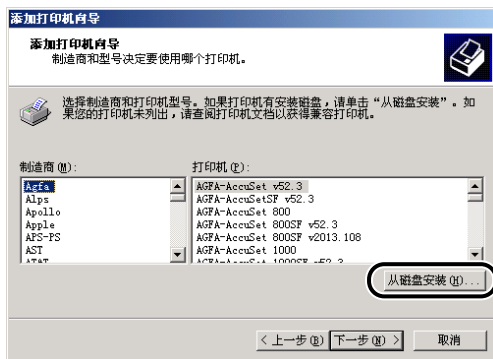 添加打印机向导
添加打印机向导
制造商和型号决定要使用哪个打印机。
选择制造商和打印机型号。如果打印机有安装磁盘，请单击“从磁盘安装”。如
果您的打印机未列出，请查阅打印机文档以获得兼容打印机。
制造商(M):
Agfa
Alps
Apollo
Apple
APS-PS
AST
AT&T
打印机(P):
AGFA-AccuSet v52.3
AGFA-AccuSetSF v52.3
AGFA-AccuSet 800
AGFA-AccuSet 800SF v52.3
AGFA-AccuSet 800SF v2013.108
AGFA-AccuSet 1000
AGFA-AccuSet 1000SF v52.3
从磁盘安装(H)...
< 上一步(B)
下一步(N) >
取消